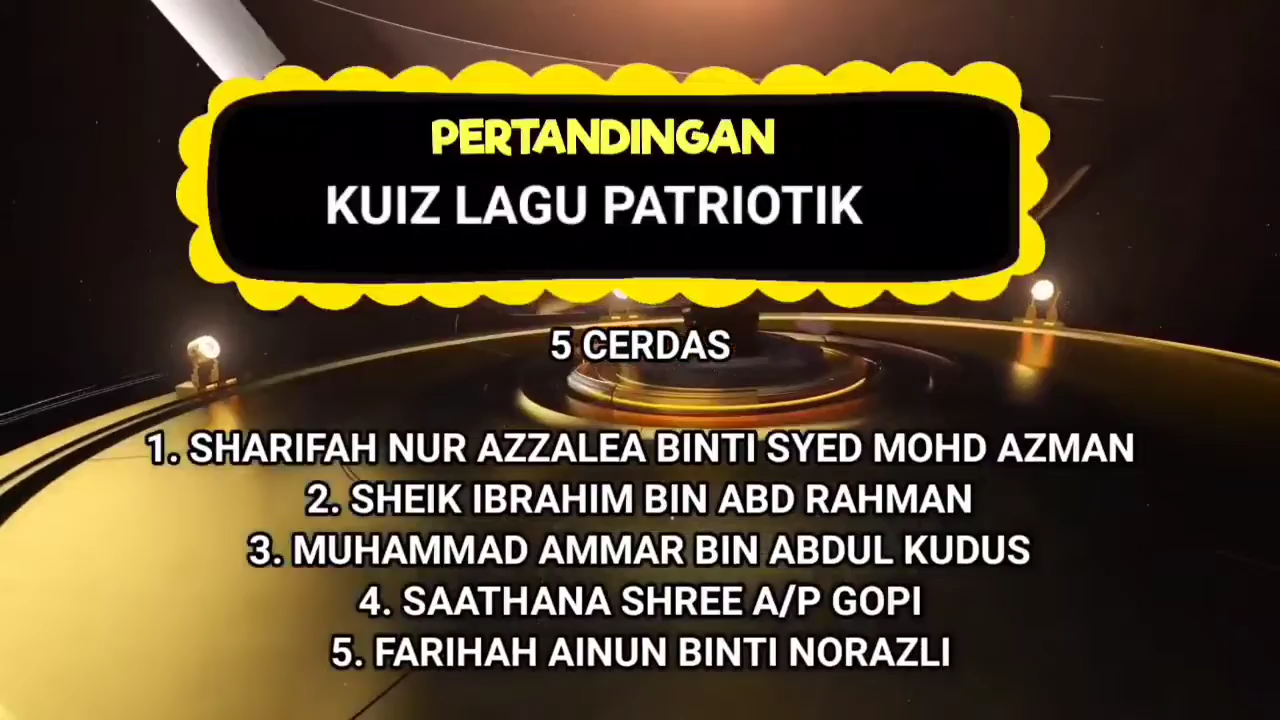 PERTANDINGAN
KUIZ LAGU PATRIOTIK
5 CERDAS
1. SHARIFAH NUR AZZALEA BINTI SYED MOHD AZMAN
2. SHEIK IBRAHIM BIN ABD RAHMAN
3. MUHAMMAD AMMAR BIN ABDUL KUDUS
4. SAATHANA SHREE A/P GOPI
5. FARIHAH AINUN BINTI NORAZLI